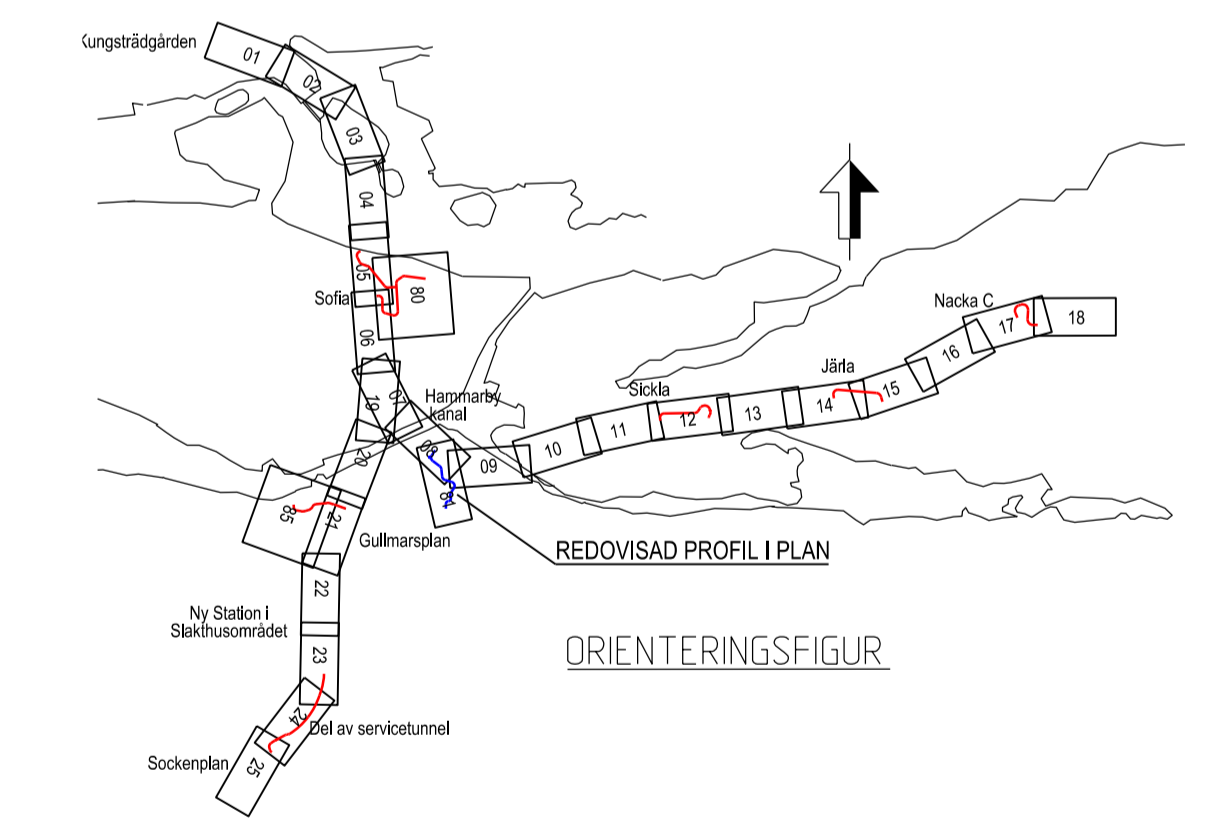 Kungsträdgården
01
02
03
04
05
80
Sofia
06
Nacka C
17
18
16
Järla
15
14
Sickla
13
12
11
10
09
19
07
Hammarby
kanal
08
20
85
21
Gullmarsplan
REDOVISAD PROFIL I PLAN
22
Ny Station i
Slakthusområdet
ORIENTERINGSFIGUR
23
24
Del av servicetunnel
Sockenplan
25